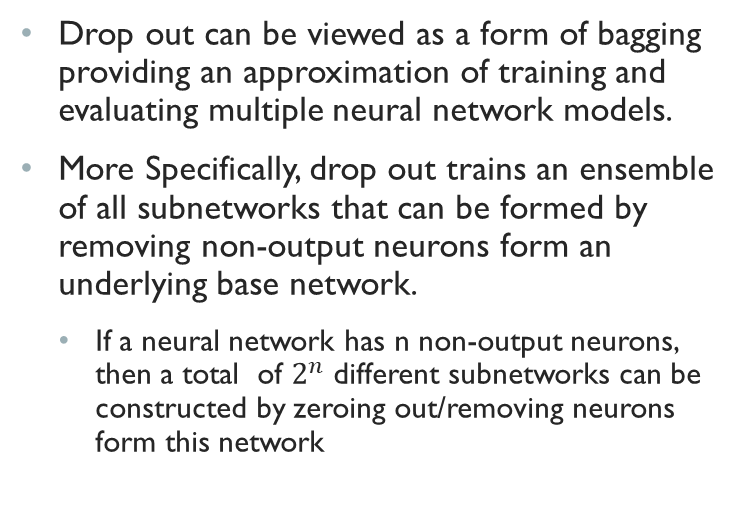 • Drop out can be viewed as a form of bagging
providing an approximation of training and
evaluating multiple neural network models.
• More Specifically, drop out trains an ensemble
of all subnetworks that can be formed by
removing non-output neurons form an
underlying base network.
• If a neural network has n non-output neurons,
then a total of 2ⁿ different subnetworks can be
constructed by zeroing out/removing neurons
form this network